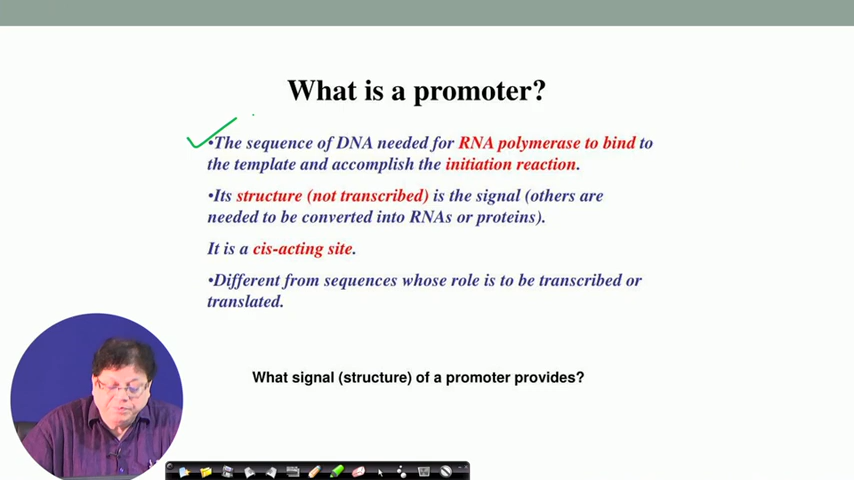 What is a promoter?
•The sequence of DNA needed for RNA polymerase to bind to
the template and accomplish the initiation reaction.
•Its structure (not transcribed) is the signal (others are
needed to be converted into RNAs or proteins).
It is a cis-acting site.
•Different from sequences whose role is to be transcribed or
translated.
What signal (structure) of a promoter provides?